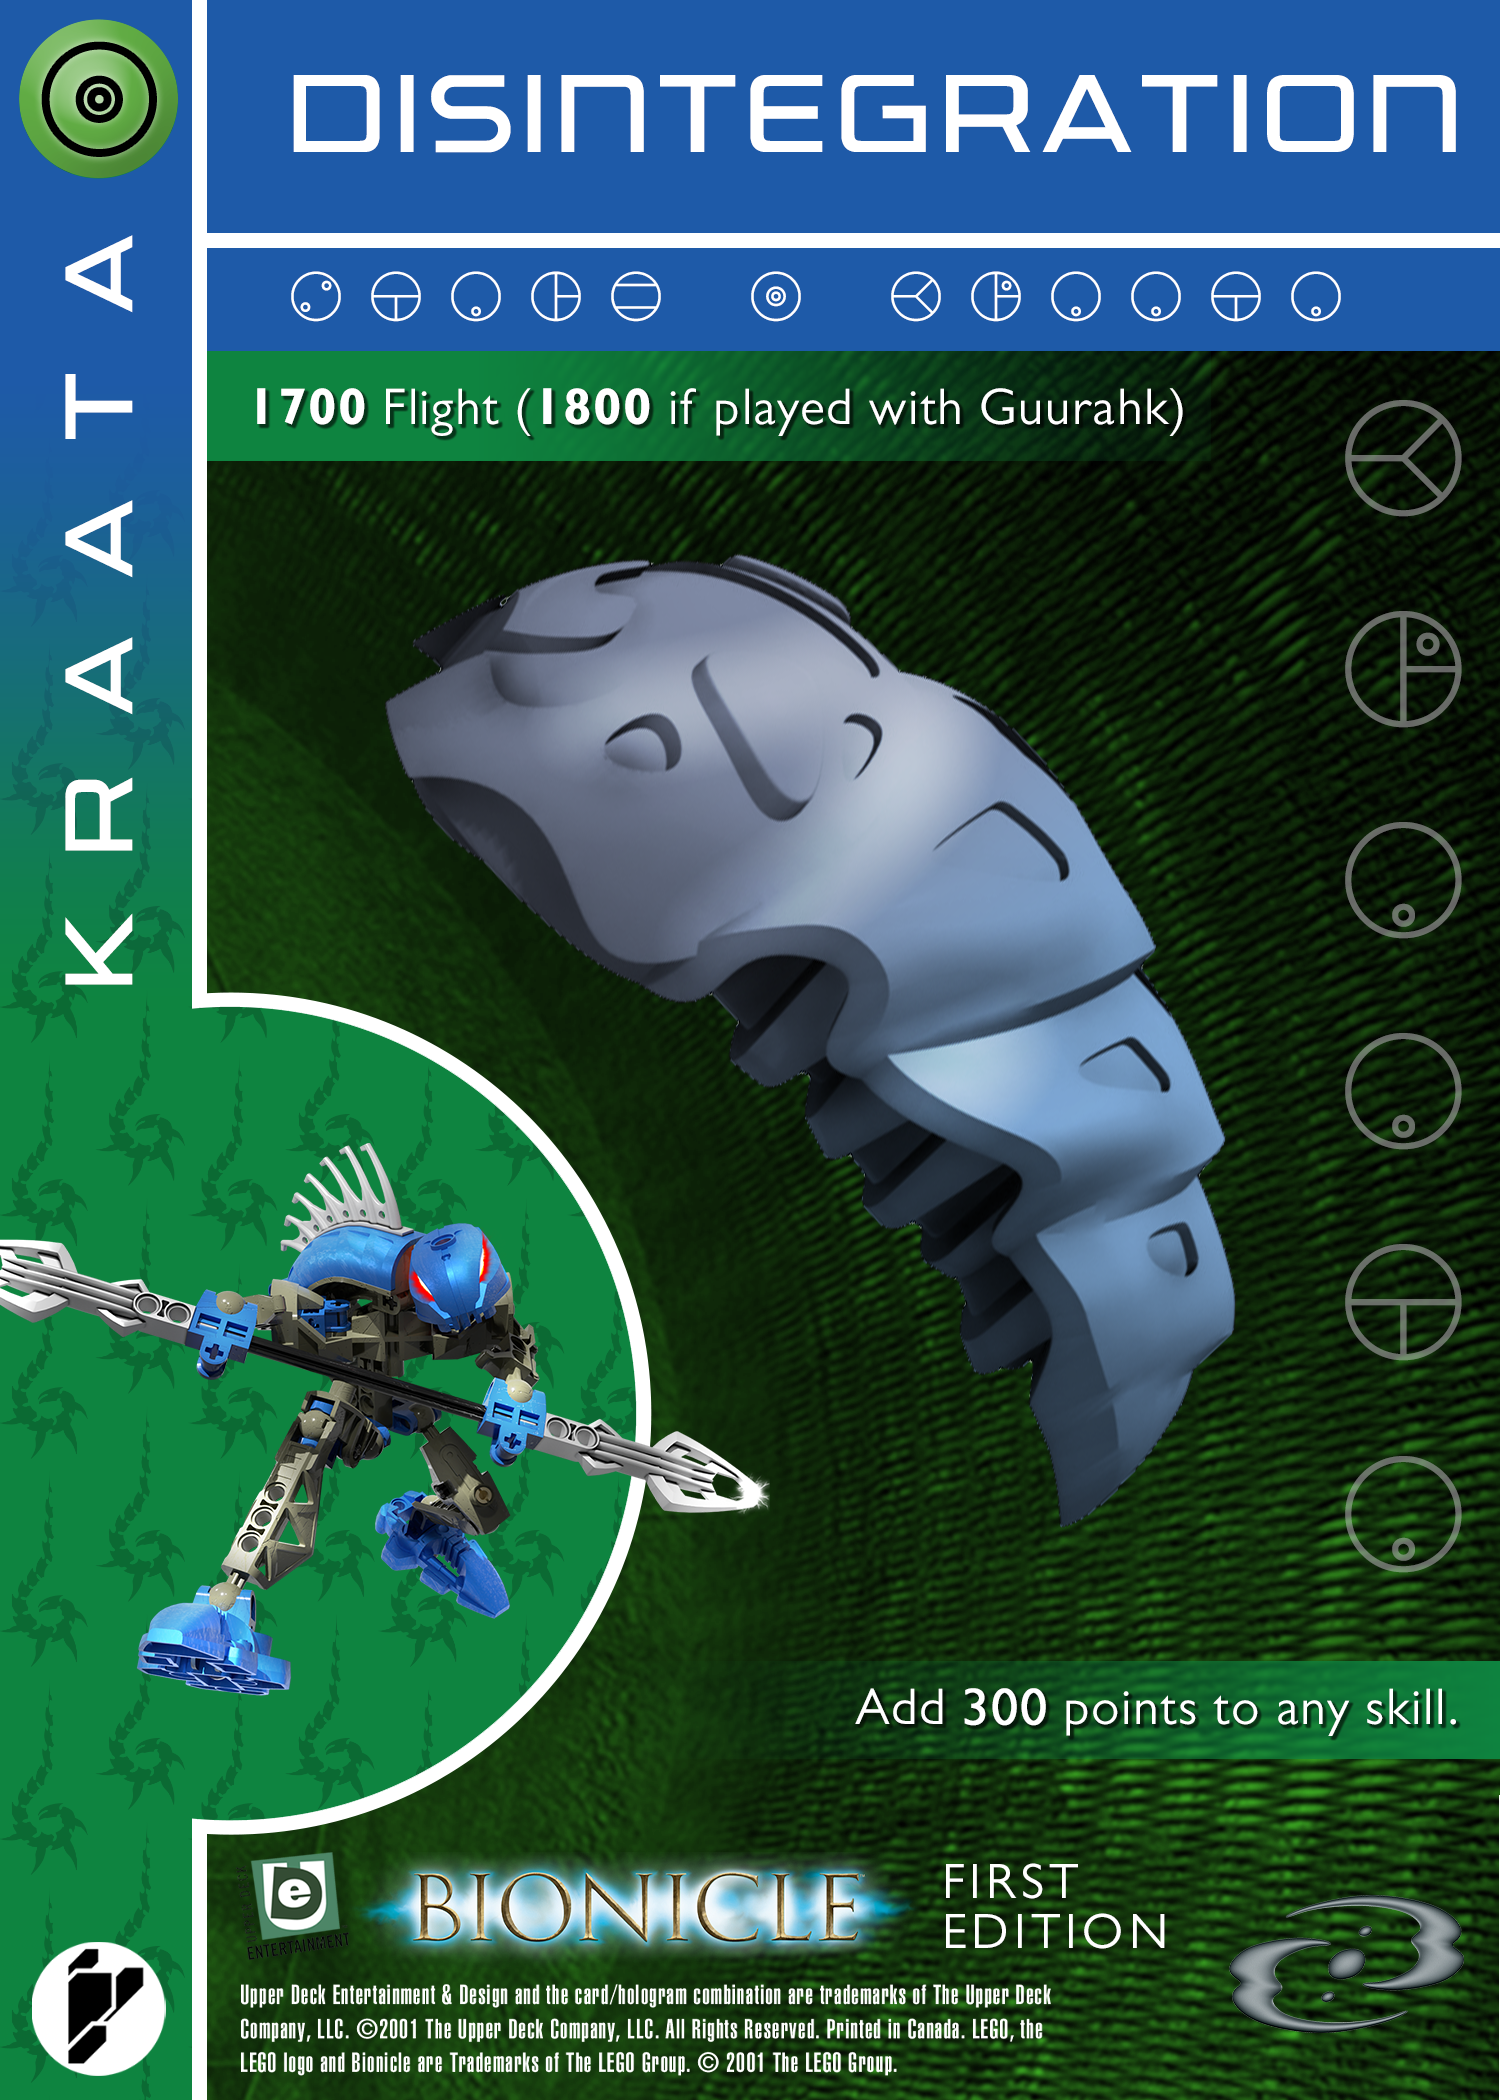 DISINTEGRATION
KRAATA
1700 Flight (1800 if played with Guurahk)
Add 300 points to any skill.
e
ENTERTAINMENT
BIONICLE
FIRST
EDITION
Upper Deck Entertainment & Design and the card/hologram combination are trademarks of The Upper Deck
Company, LLC. ©2001 The Upper Deck Company, LLC. All Rights Reserved. Printed in Canada. LEGO, the
LEGO logo and Bionicle are Trademarks of The LEGO Group. © 2001 The LEGO Group.